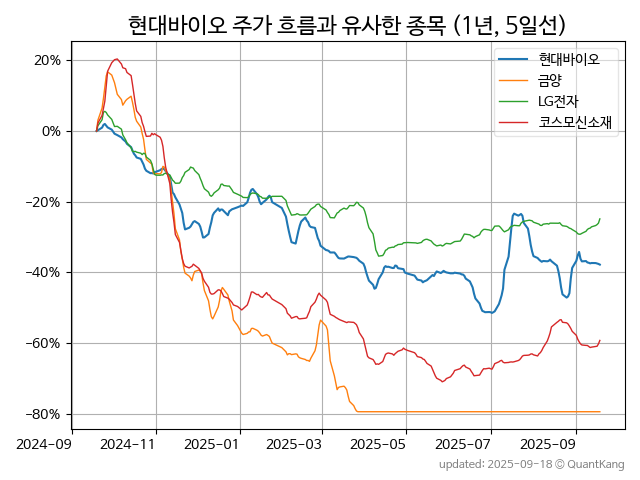 현대바이오 주가 흐름과 유사한 종목 (1년, 5일선)
현대바이오
금양
LG전자
코스모신소재
20%
0%
−20%
−40%
−60%
−80%
2024-09 2024-11 2025-01 2025-03 2025-05 2025-07 2025-09
updated: 2025-09-18 © QuantKang